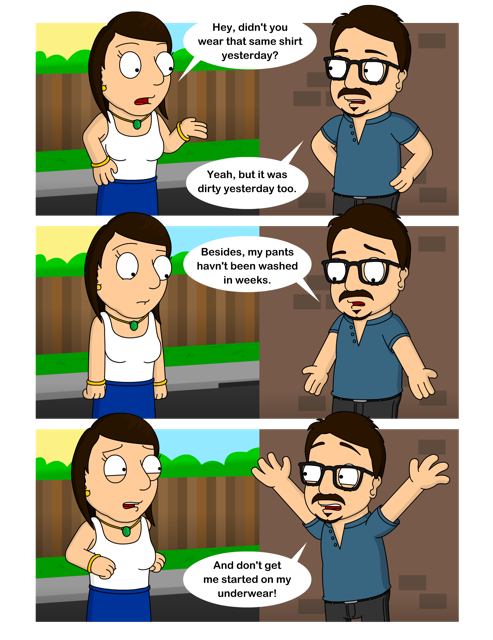 Hey, didn't you
wear that same shirt
yesterday?
Yeah, but it was
dirty yesterday too.
Besides, my pants
havn't been washed
in weeks.
And don't get
me started on my
underwear!